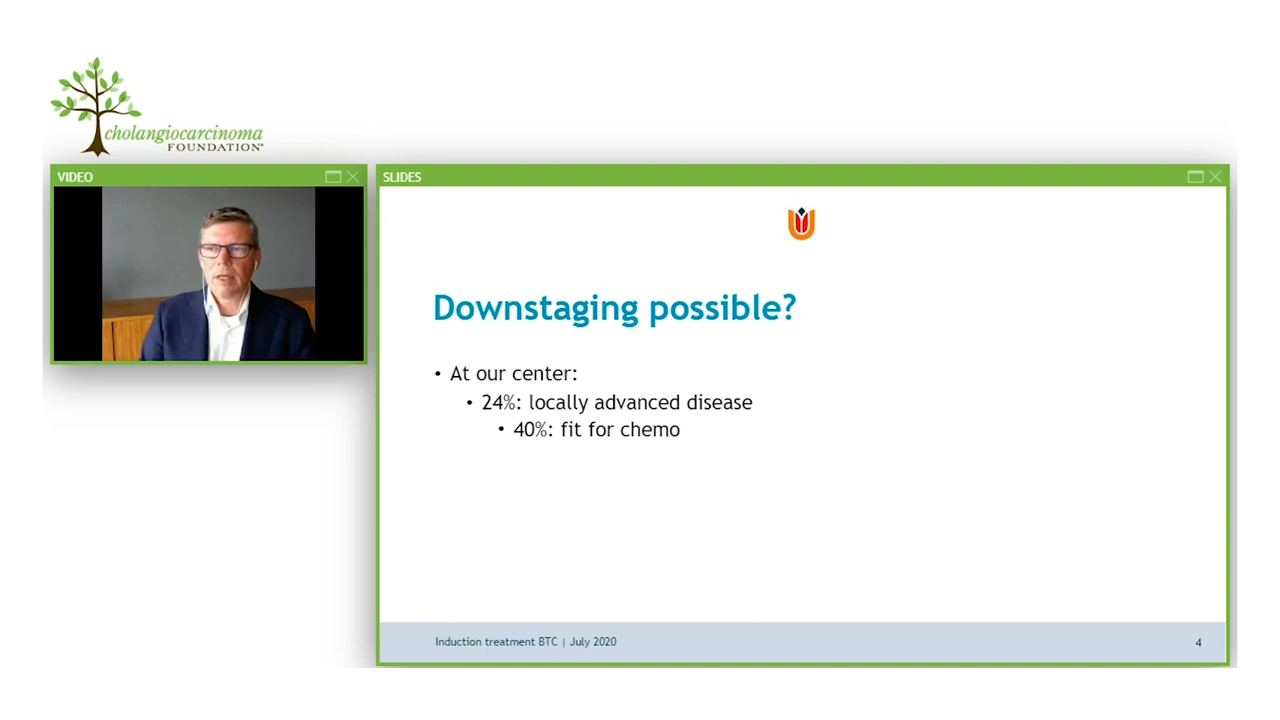 cholangiocarcinoma
FOUNDATION®
VIDEO
SLIDES
Downstaging possible?
• At our center:
• 24%: locally advanced disease
• 40%: fit for chemo
Induction treatment BTC | July 2020
4